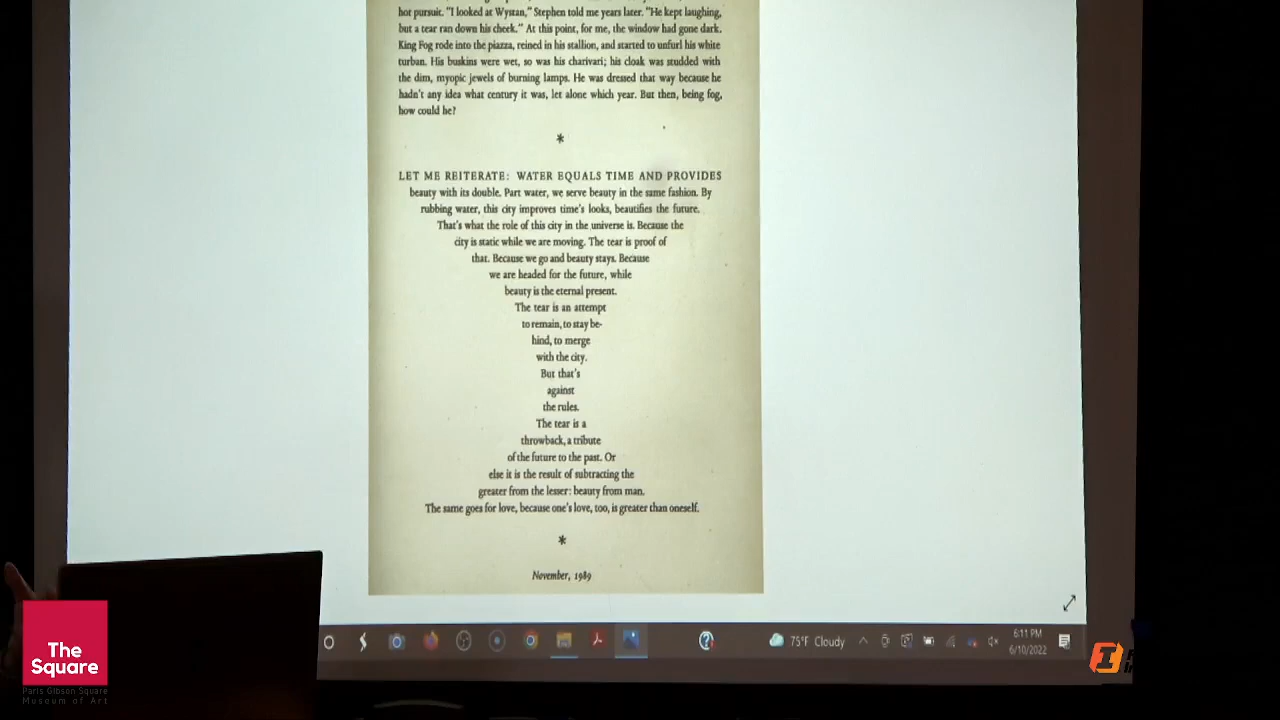 hot pursuit. "I looked at Wystan," Stephen told me years later. "He kept laughing,
but a tear ran down his cheek." At this point, for me, the window had gone dark.
King Fog rode into the piazza, reined in his stallion, and started to unfurl his white
turban. His buskins were wet, so was his charivari; his cloak was studded with
the dim, myopic jewels of burning lamps. He was dressed that way because he
hadn't any idea what century it was, let alone which year. But then, being fog,
how could he?
*
LET ME REITERATE: WATER EQUALS TIME AND PROVIDES
beauty with its double. Part water, we serve beauty in the same fashion. By
rubbing water, this city improves time's looks, beautifies the future.
That's what the role of this city in the universe is. Because the
city is static while we are moving. The tear is proof of
that. Because we go and beauty stays. Because
we are headed for the future, while
beauty is the eternal present.
The tear is an attempt
to remain, to stay be-
hind, to merge
with the city.
But that's
against
the rules.
The tear is a
throwback, a tribute
of the future to the past. Or
else it is the result of subtracting the
greater from the lesser: beauty from man.
The same goes for love, because one's love, too, is greater than oneself.
*
November, 1989
75°F Cloudy
6:11 PM
6/10/2022
The
Square
Paris Gibson Square
Museum of Art